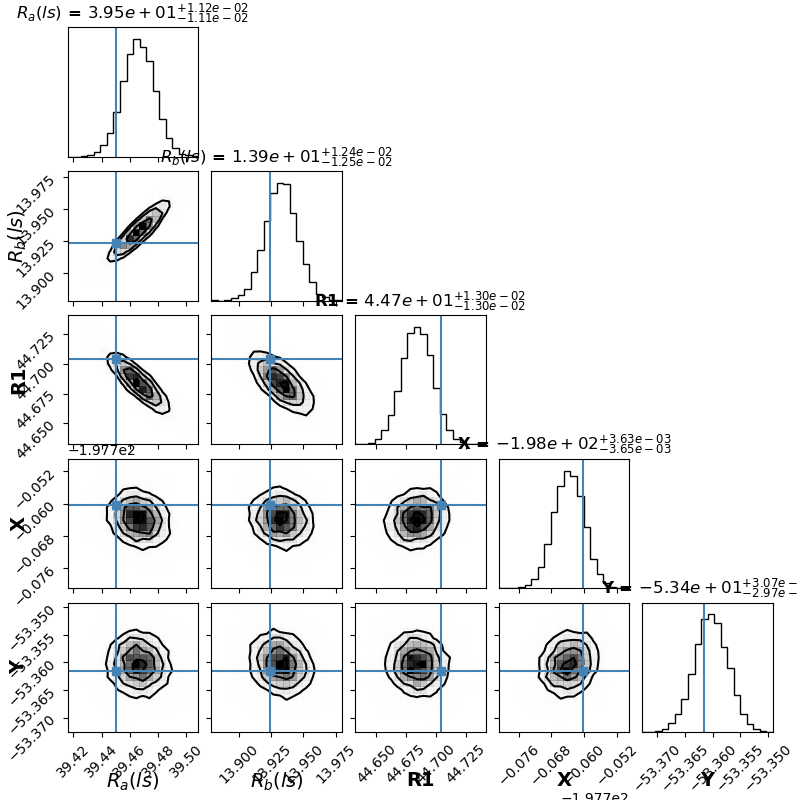 R_a(ls) = 3.95e+01 +1.12e−02 −1.11e−02
R_b(ls) = 1.39e+01 +1.24e−02 −1.25e−02
13.975
13.950
13.925
13.900
R_b(ls)
R1 = 4.47e+01 +1.30e−02 −1.30e−02
44.725
44.700
44.675
44.650
R1
X = −1.98e+02 +3.63e−03 −3.65e−03
−1.977e2
−0.052
−0.060
−0.068
−0.076
X
Y = −5.34e+01 +3.07e− −2.97e−
−53.350
−53.355
−53.360
−53.365
−53.370
Y
39.42 39.44 39.46 39.48 39.50 13.900 13.925 13.950 13.975 44.650 44.675 44.700 44.725 −0.076 −0.068 −0.060 −0.052 −53.370 −53.365 −53.360 −53.355 −53.350
R_a(ls) R_b(ls) R1 X Y
−1.977e2